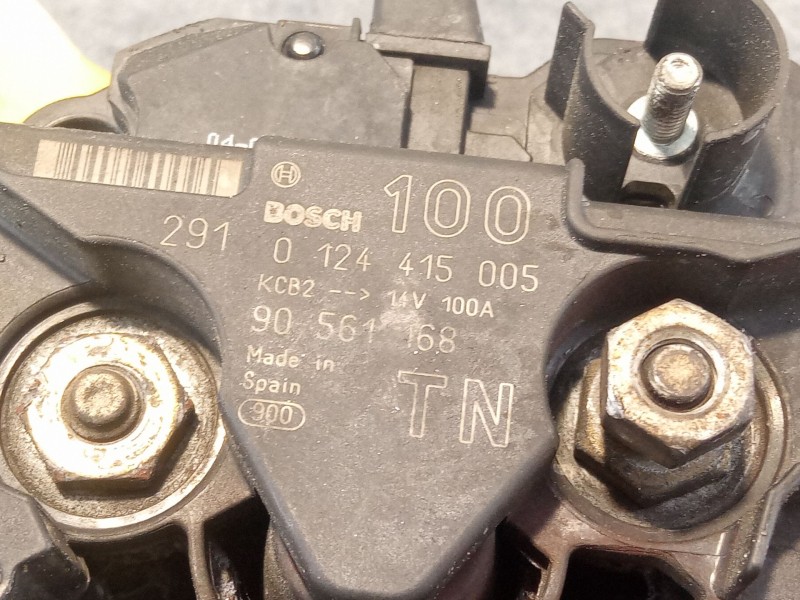 BOSCH 100
291 0 124 415 005
KCB2 --> 14V 100A
90 561 168
Made in
Spain
TN
900